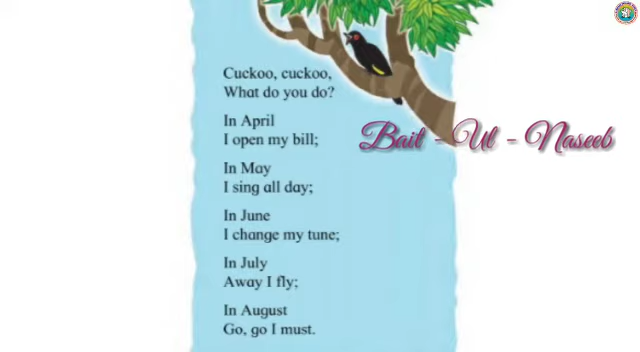 Cuckoo, cuckoo,
What do you do?
In April
I open my bill;
In May
I sing all day;
In June
I change my tune;
In July
Away I fly;
In August
Go, go I must.
Bait - Ul - Naseeb